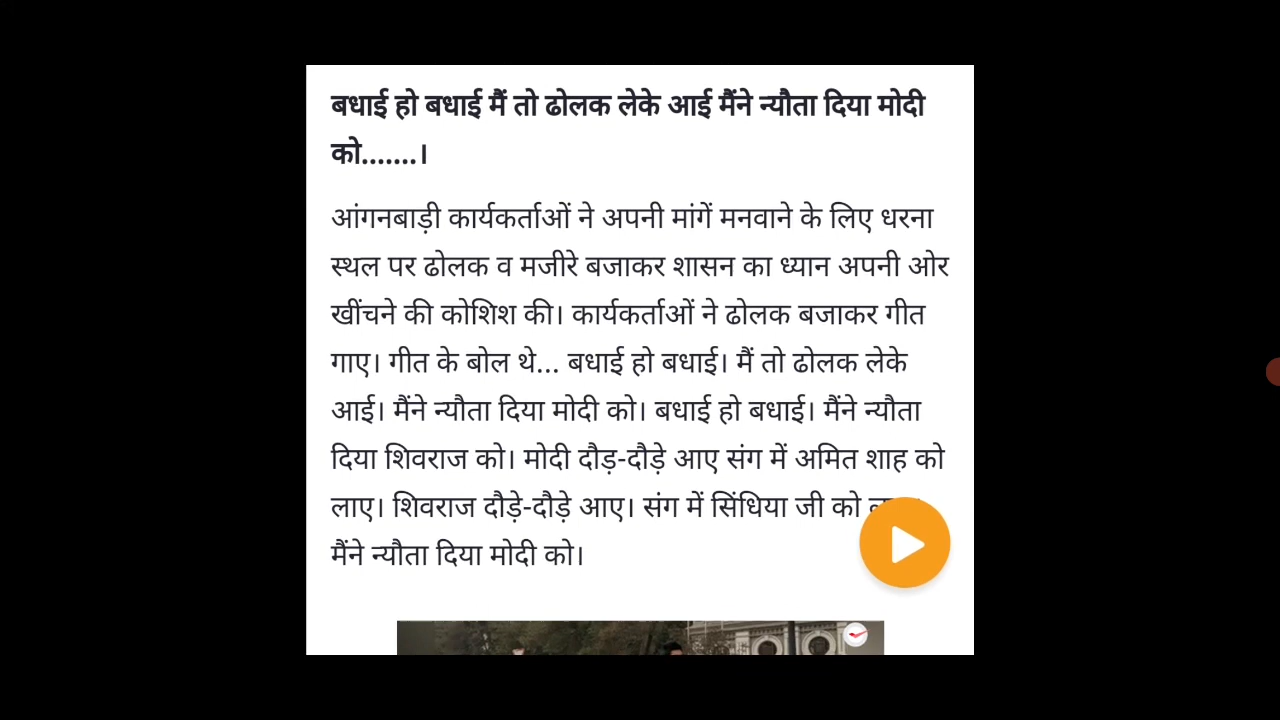 बधाई हो बधाई मैं तो ढोलक लेके आई मैंने न्यौता दिया मोदी
को.......।
आंगनबाड़ी कार्यकर्ताओं ने अपनी मांगें मनवाने के लिए धरना
स्थल पर ढोलक व मजीरे बजाकर शासन का ध्यान अपनी ओर
खींचने की कोशिश की। कार्यकर्ताओं ने ढोलक बजाकर गीत
गाए। गीत के बोल थे... बधाई हो बधाई। मैं तो ढोलक लेके
आई। मैंने न्यौता दिया मोदी को। बधाई हो बधाई। मैंने न्यौता
दिया शिवराज को। मोदी दौड़-दौड़े आए संग में अमित शाह को
लाए। शिवराज दौड़े-दौड़े आए। संग में सिंधिया जी को
मैंने न्यौता दिया मोदी को।